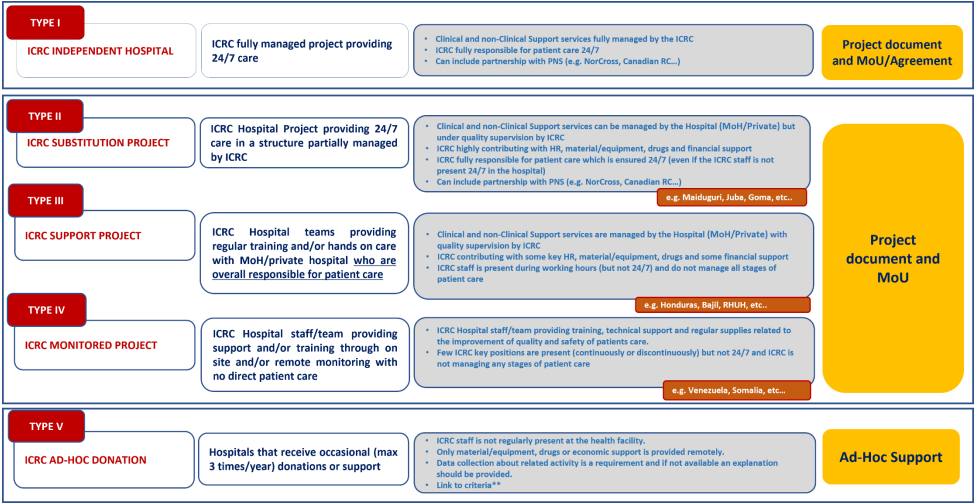 TYPE I
ICRC INDEPENDENT HOSPITAL
ICRC fully managed project providing
24/7 care
• Clinical and non-Clinical Support services fully managed by the ICRC
• ICRC fully responsible for patient care 24/7
• Can include partnership with PNS (e.g. NorCross, Canadian RC…)
Project document
and MoU/Agreement
TYPE II
ICRC SUBSTITUTION PROJECT
ICRC Hospital Project providing 24/7
care in a structure partially managed
by ICRC
• Clinical and non-Clinical Support services can be managed by the Hospital (MoH/Private) but
under quality supervision by ICRC
• ICRC highly contributing with HR, material/equipment, drugs and financial support
• ICRC fully responsible for patient care which is ensured 24/7 (even if the ICRC staff is not
present 24/7 in the hospital)
• Can include partnership with PNS (e.g. NorCross, Canadian RC…)
e.g. Maiduguri, Juba, Goma, etc..
TYPE III
ICRC SUPPORT PROJECT
ICRC Hospital teams providing
regular training and/or hands on care
with MoH/private hospital who are
overall responsible for patient care
• Clinical and non-Clinical Support services are managed by the Hospital (MoH/Private) with
quality supervision by ICRC
• ICRC contributing with some key HR, material/equipment, drugs and some financial support
• ICRC staff is present during working hours (but not 24/7) and do not manage all stages of
patient care
e.g. Honduras, Bajil, RHUH, etc..
Project
document and
MoU
TYPE IV
ICRC MONITORED PROJECT
ICRC Hospital staff/team providing
support and/or training through on
site and/or remote monitoring with
no direct patient care
• ICRC Hospital staff/team providing training, technical support and regular supplies related to
the improvement of quality and safety of patients care.
• Few ICRC key positions are present (continuously or discontinuously) but not 24/7 and ICRC is
not managing any stages of patient care
e.g. Venezuela, Somalia, etc…
TYPE V
ICRC AD-HOC DONATION
Hospitals that receive occasional (max
3 times/year) donations or support
• ICRC staff is not regularly present at the health facility.
• Only material/equipment, drugs or economic support is provided remotely.
• Data collection about related activity is a requirement and if not available an explanation
should be provided.
• Link to criteria**
Ad-Hoc Support